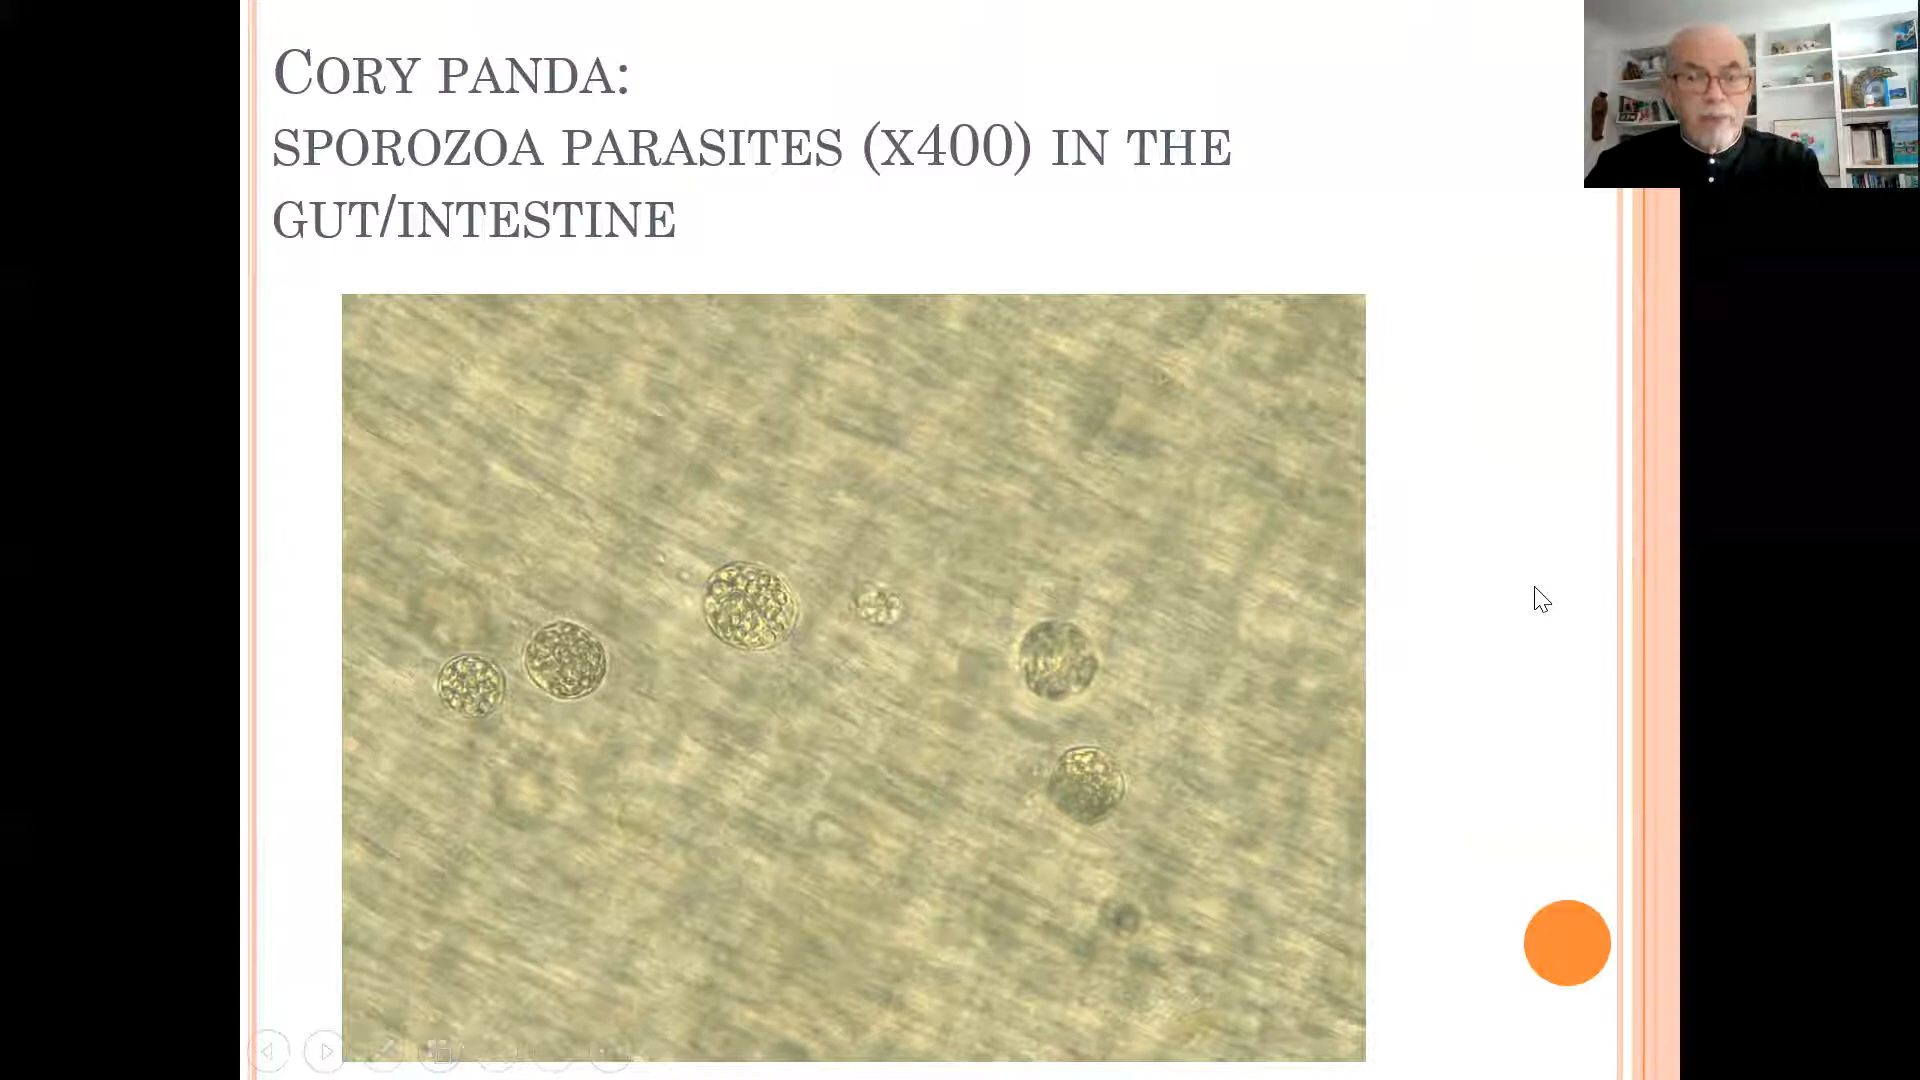 CORY PANDA:
SPOROZOA PARASITES (X400) IN THE
GUT/INTESTINE